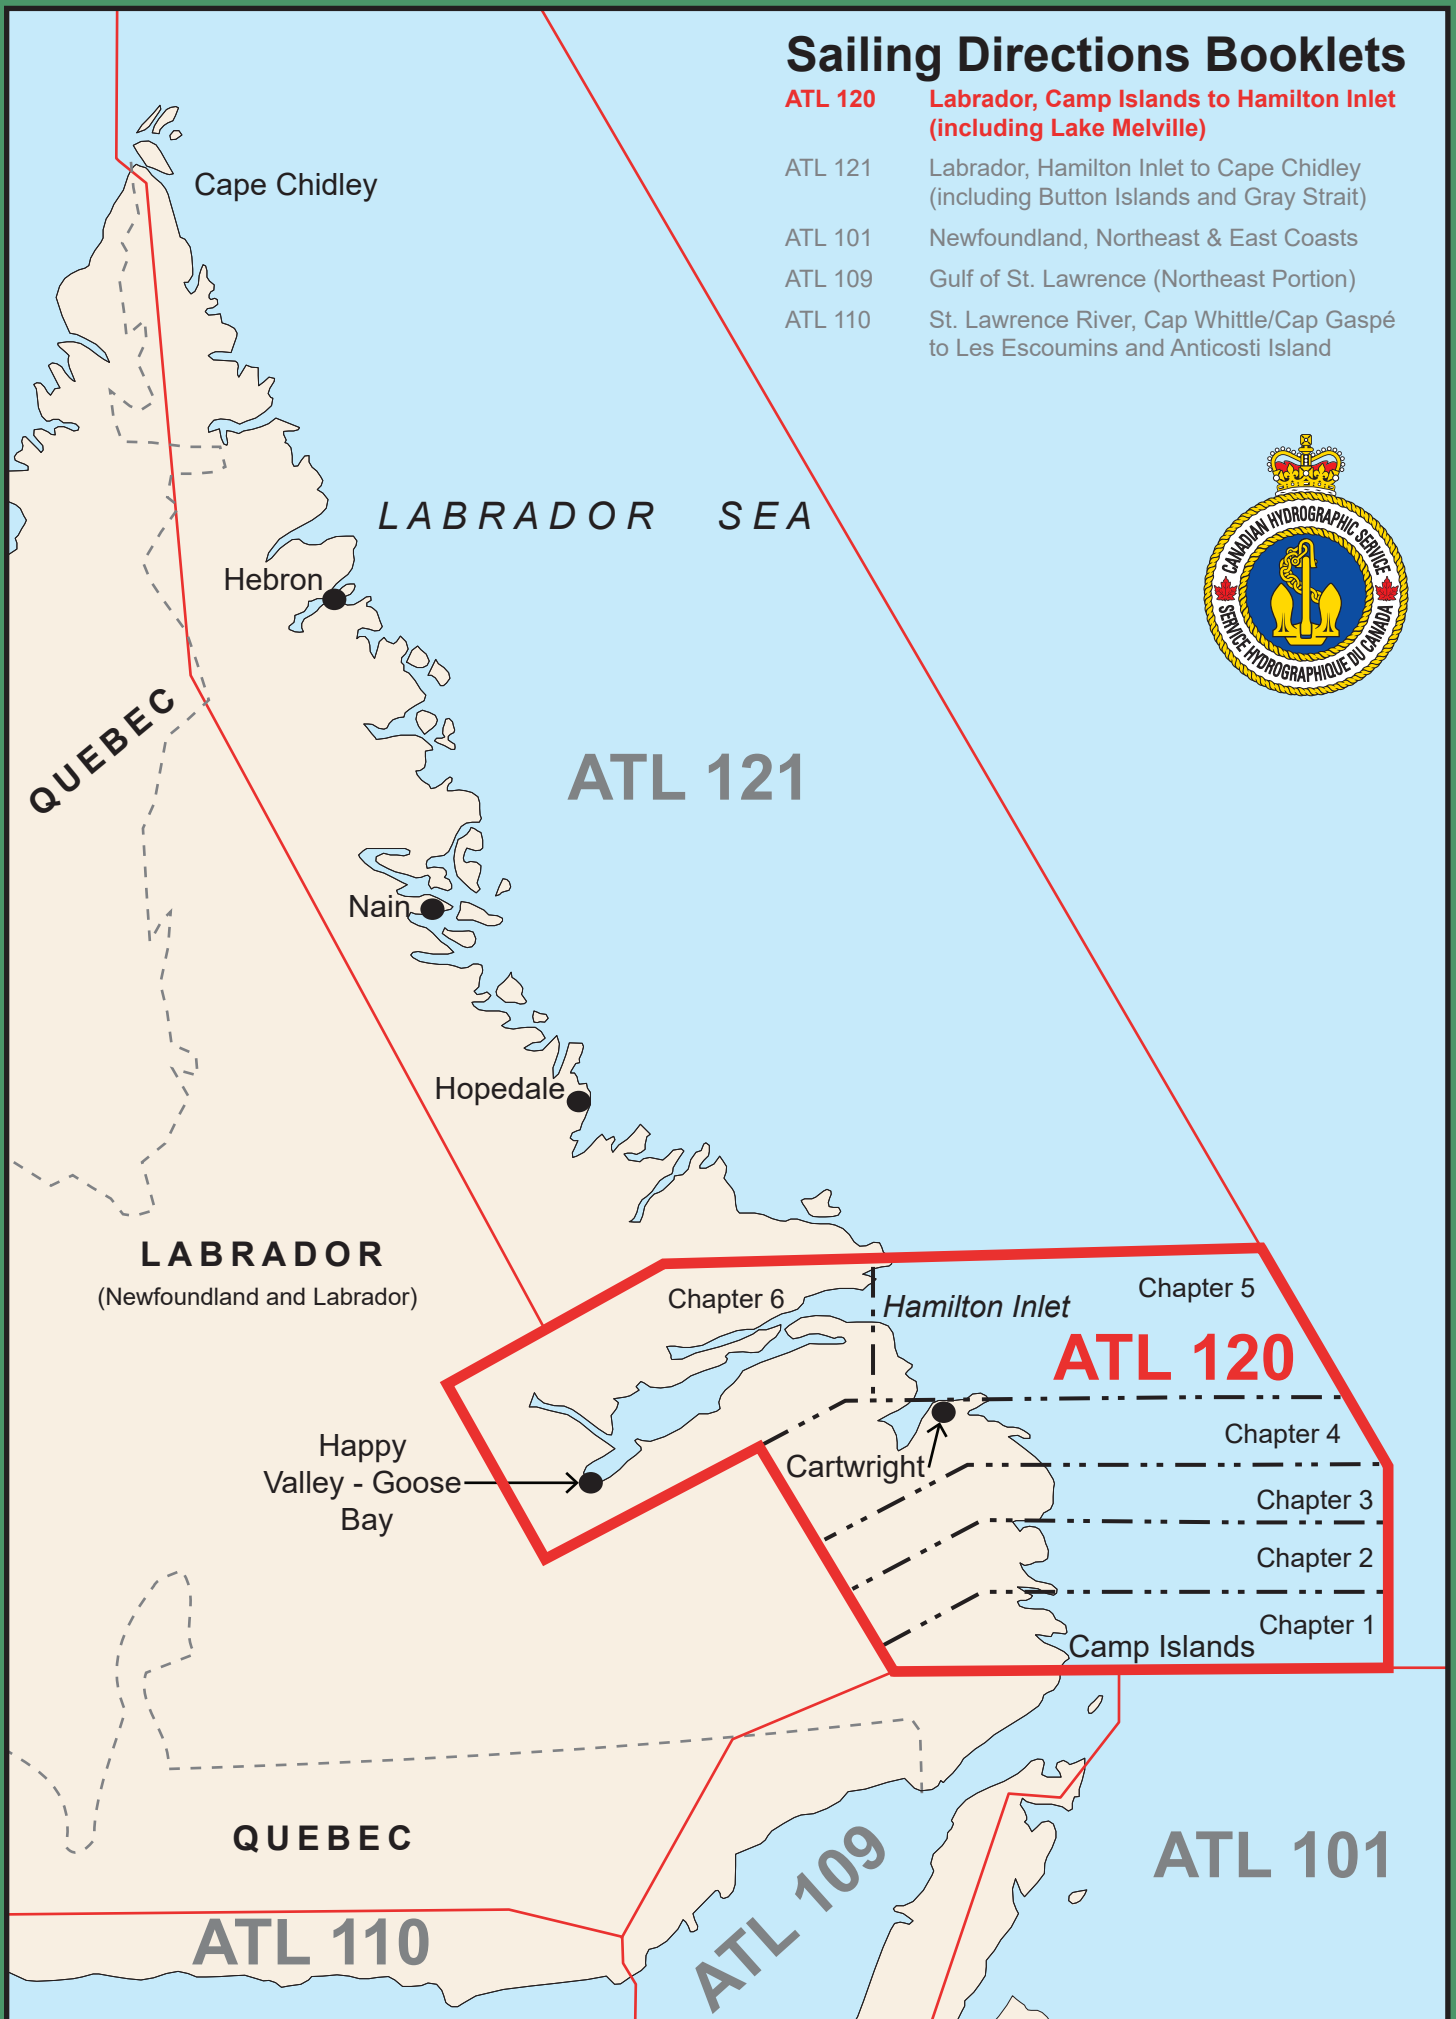 Sailing Directions Booklets
ATL 120 Labrador, Camp Islands to Hamilton Inlet
(including Lake Melville)
ATL 121 Labrador, Hamilton Inlet to Cape Chidley
(including Button Islands and Gray Strait)
ATL 101 Newfoundland, Northeast & East Coasts
ATL 109 Gulf of St. Lawrence (Northeast Portion)
ATL 110 St. Lawrence River, Cap Whittle/Cap Gaspé
to Les Escoumins and Anticosti Island
Cape Chidley
LABRADOR SEA
CANADIAN HYDROGRAPHIC SERVICE
SERVICE HYDROGRAPHIQUE DU CANADA
Hebron
QUEBEC
ATL 121
Nain
Hopedale
LABRADOR
(Newfoundland and Labrador)
Chapter 6
Hamilton Inlet
Chapter 5
ATL 120
Happy
Valley - Goose
Bay
Cartwright
Chapter 4
Chapter 3
Chapter 2
Chapter 1
Camp Islands
QUEBEC
ATL 109
ATL 101
ATL 110